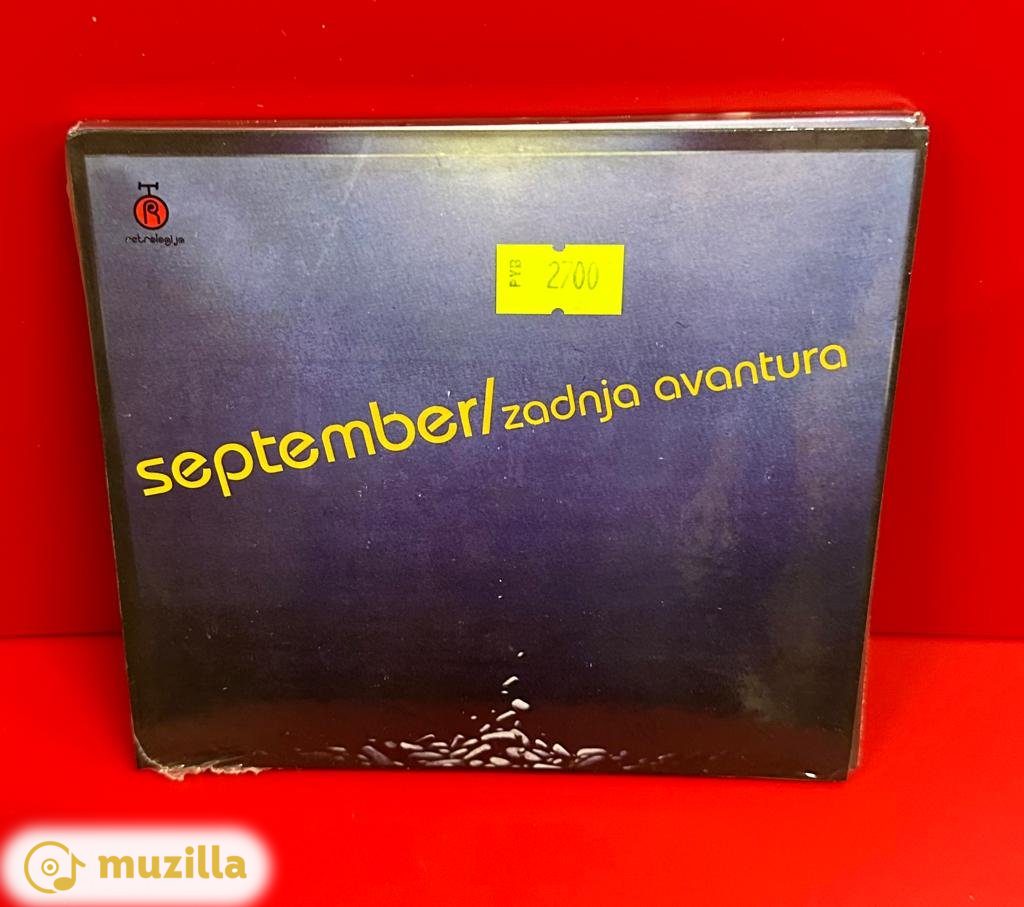 R
retrologija
РУБ 2700
september/zadnja avantura
muzilla